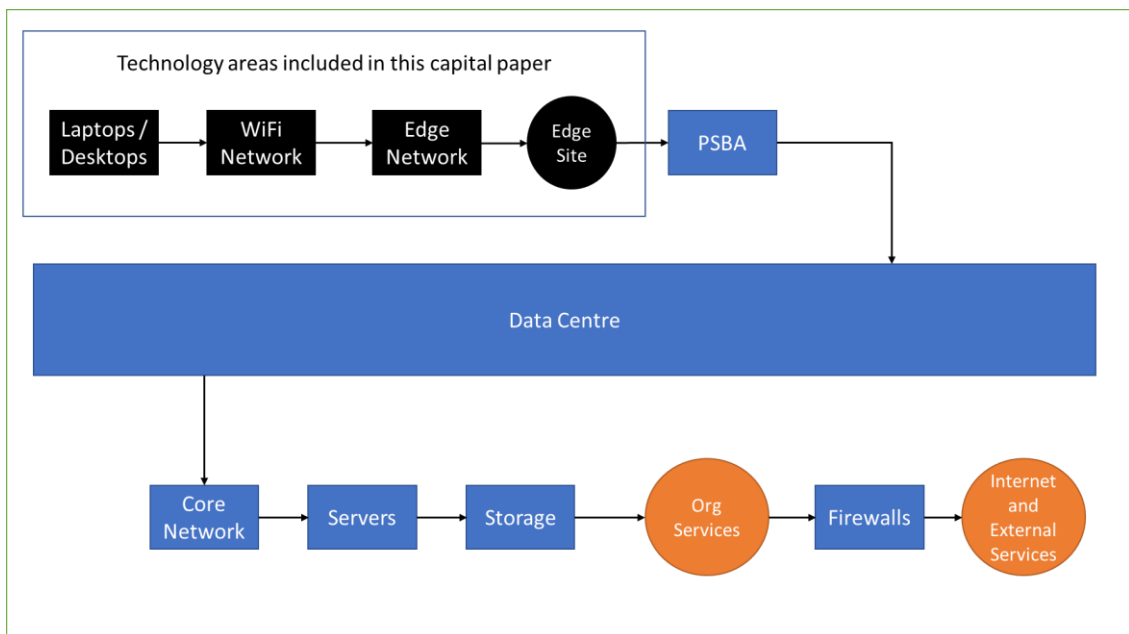 Technology areas included in this capital paper
Laptops /
Desktops
WiFi
Network
Edge
Network
Edge
Site
PSBA
Data Centre
Core
Network
Servers
Storage
Org
Services
Firewalls
Internet
and
External
Services